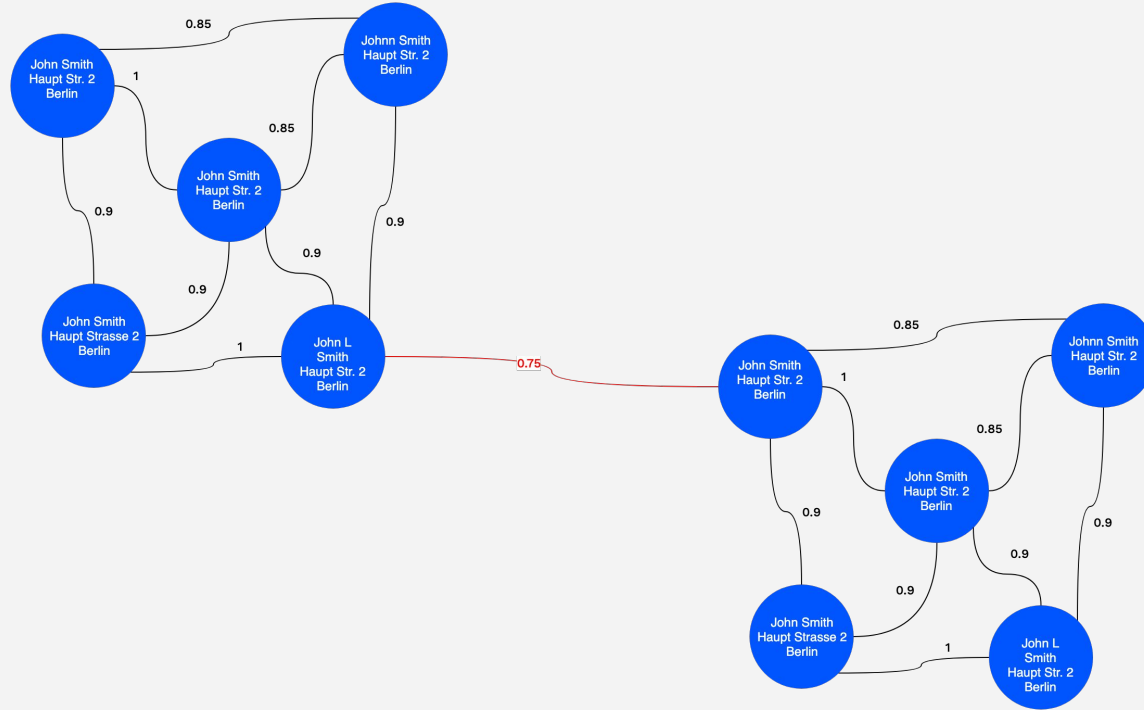 0.85
Johnn Smith
Haupt Str. 2
Berlin
John Smith
Haupt Str. 2
Berlin
1
0.85
John Smith
Haupt Str. 2
Berlin
0.9
0.9
0.9
0.9
John Smith
Haupt Strasse 2
Berlin
1
John L
Smith
Haupt Str. 2
Berlin
0.75
0.85
Johnn Smith
Haupt Str. 2
Berlin
John Smith
Haupt Str. 2
Berlin
1
0.85
John Smith
Haupt Str. 2
Berlin
0.9
0.9
0.9
0.9
John Smith
Haupt Strasse 2
Berlin
1
John L
Smith
Haupt Str. 2
Berlin